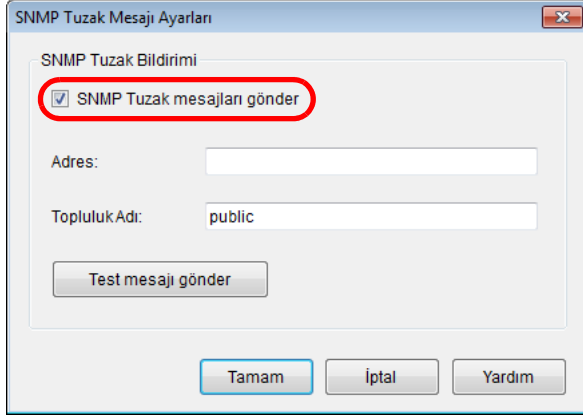 SNMP Tuzak Mesajı Ayarları
SNMP Tuzak Bildirimi
SNMP Tuzak mesajları gönder
Adres:
Topluluk Adı: public
Test mesajı gönder
Tamam İptal Yardım